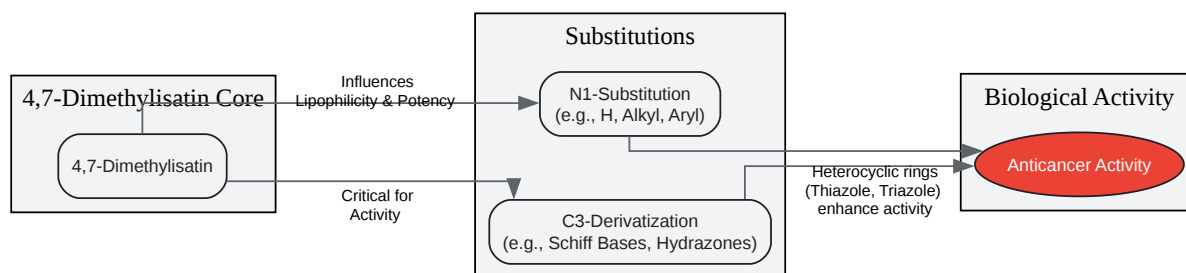 Substitutions
4,7-Dimethylisatin Core
Influences
Lipophilicity & Potency
N1-Substitution
(e.g., H, Alkyl, Aryl)
Biological Activity
4,7-Dimethylisatin
Anticancer Activity
Critical for
Activity
Heterocyclic rings
(Thiazole, Triazole)
enhance activity
C3-Derivatization
(e.g., Schiff Bases, Hydrazones)